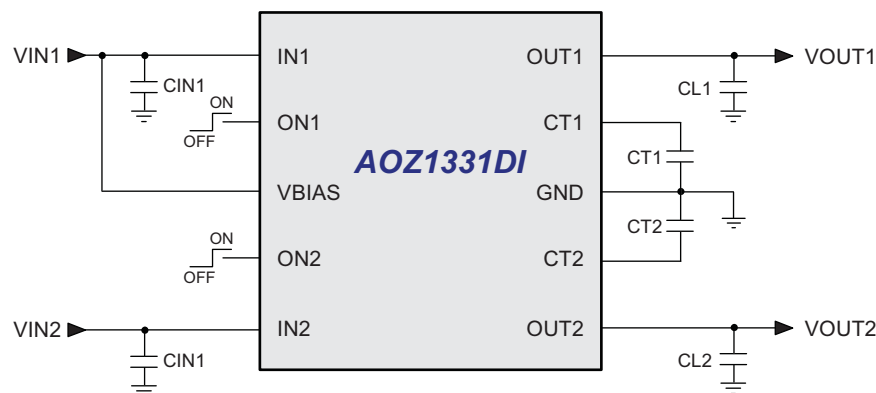 VIN1
IN1
OUT1
VOUT1
CIN1
CL1
ON
OFF
ON1
CT1
CT1
AOZ1331DI
VBIAS
GND
CT2
ON
OFF
ON2
CT2
VIN2
IN2
OUT2
VOUT2
CIN1
CL2